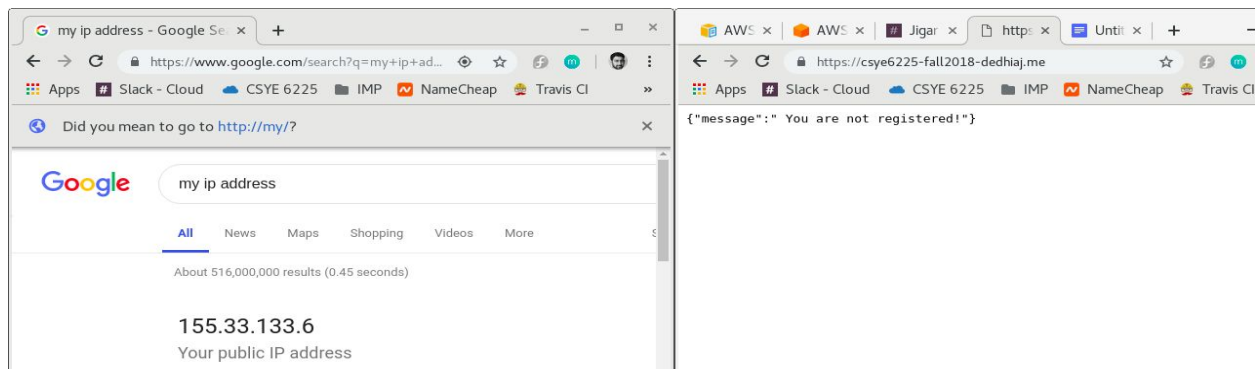 my ip address - Google Se
https://www.google.com/search?q=my+ip+ad...
Apps Slack - Cloud CSYE 6225 IMP NameCheap Travis CI »
Did you mean to go to http://my/?
Google my ip address
All News Maps Shopping Videos More
About 516,000,000 results (0.45 seconds)
155.33.133.6
Your public IP address
AWS AWS Jigar https Untit
https://csye6225-fall2018-dedhiaj.me
Apps Slack - Cloud CSYE 6225 IMP NameCheap Travis CI
{"message":" You are not registered!"}